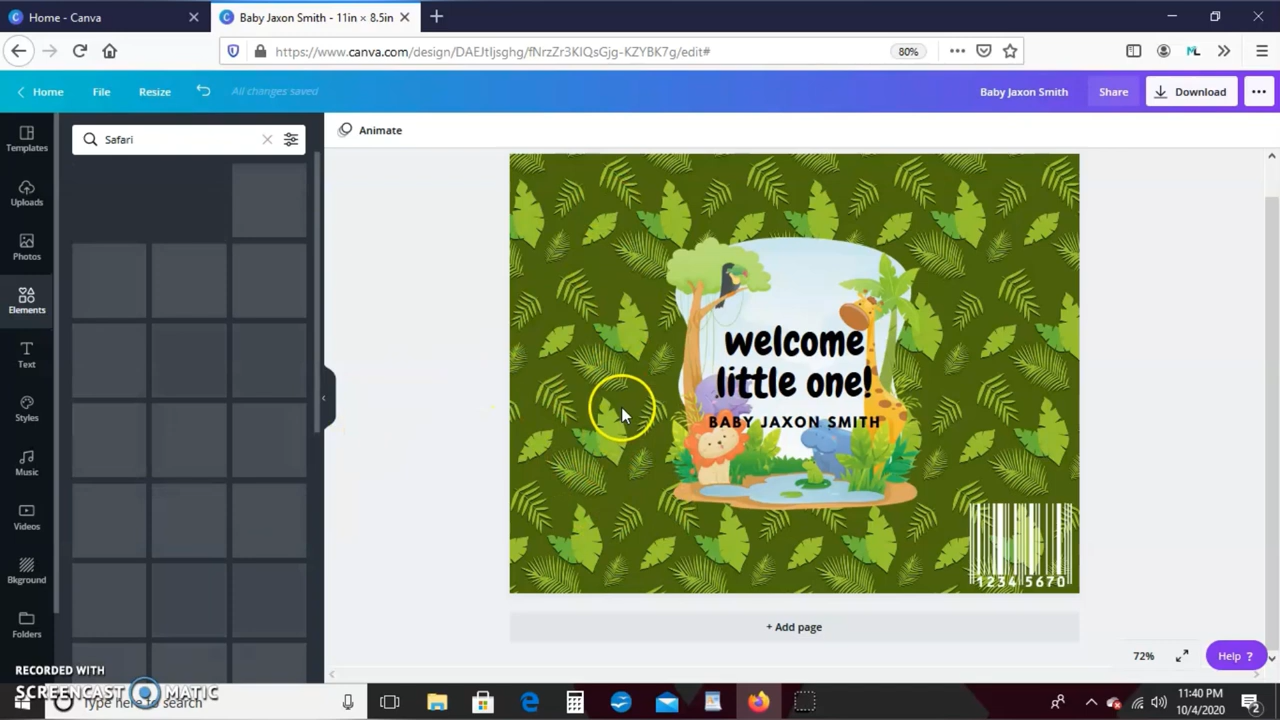 Home - Canva
Baby Jaxon Smith - 11in × 8.5in
https://www.canva.com/design/DAEJtIjsghg/fNrzZr3KIQsGjg-KZYBK7g/edit#
80%
Home
File
Resize
All changes saved
Baby Jaxon Smith
Share
Download
Templates
Uploads
Photos
Elements
Text
Styles
Music
Videos
Bkground
Folders
Safari
Animate
welcome
little one!
BABY JAXON SMITH
1234 5670
+ Add page
72%
Help ?
RECORDED WITH
SCREENCAST MATIC
Type here to search
11:40 PM
10/4/2020
2